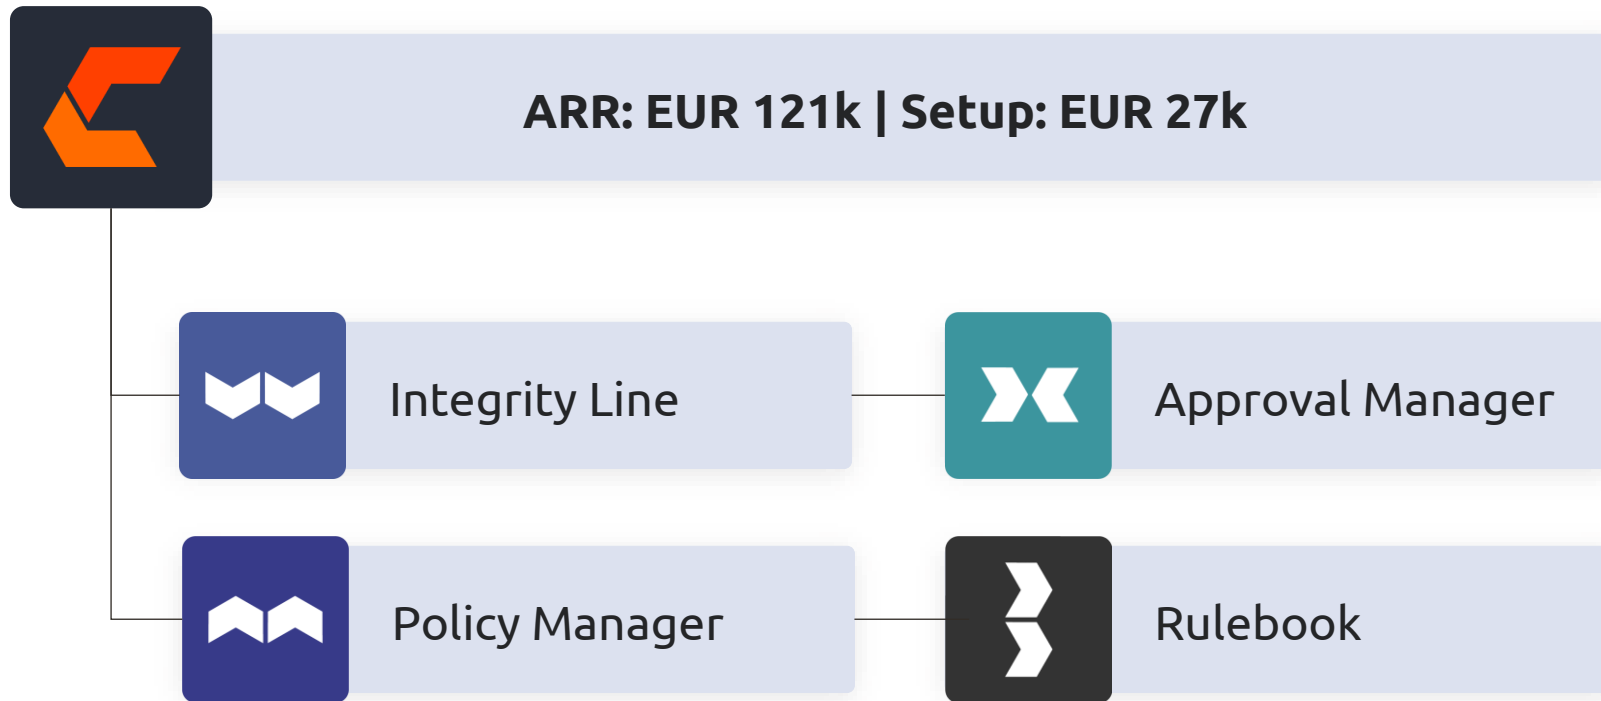 ARR: EUR 121k | Setup: EUR 27k
Integrity Line
Approval Manager
Policy Manager
Rulebook